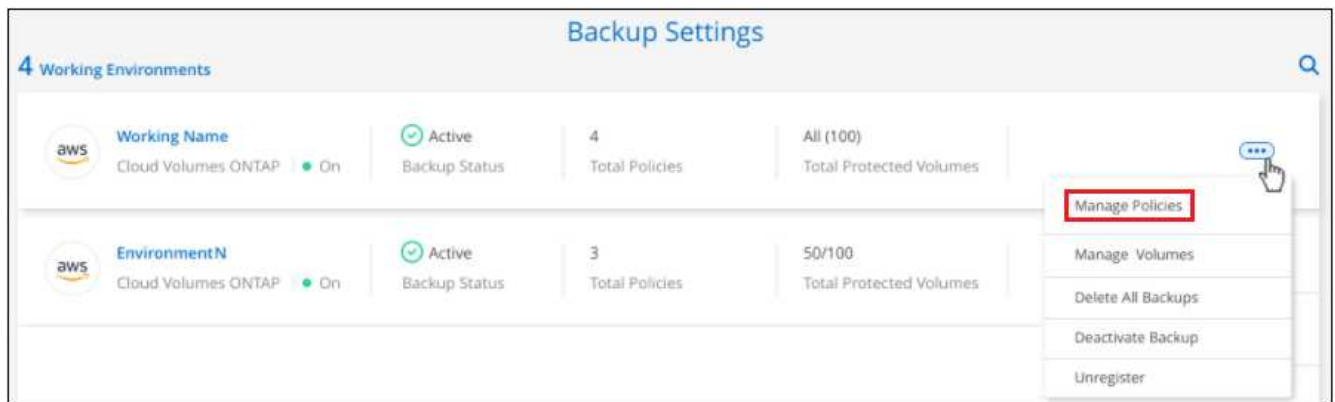 Backup Settings
4 Working Environments
aws
Working Name
Cloud Volumes ONTAP On
Active
Backup Status
4
Total Policies
All (100)
Total Protected Volumes
Manage Policies
Manage Volumes
Delete All Backups
Deactivate Backup
Unregister
aws
EnvironmentN
Cloud Volumes ONTAP On
Active
Backup Status
3
Total Policies
50/100
Total Protected Volumes